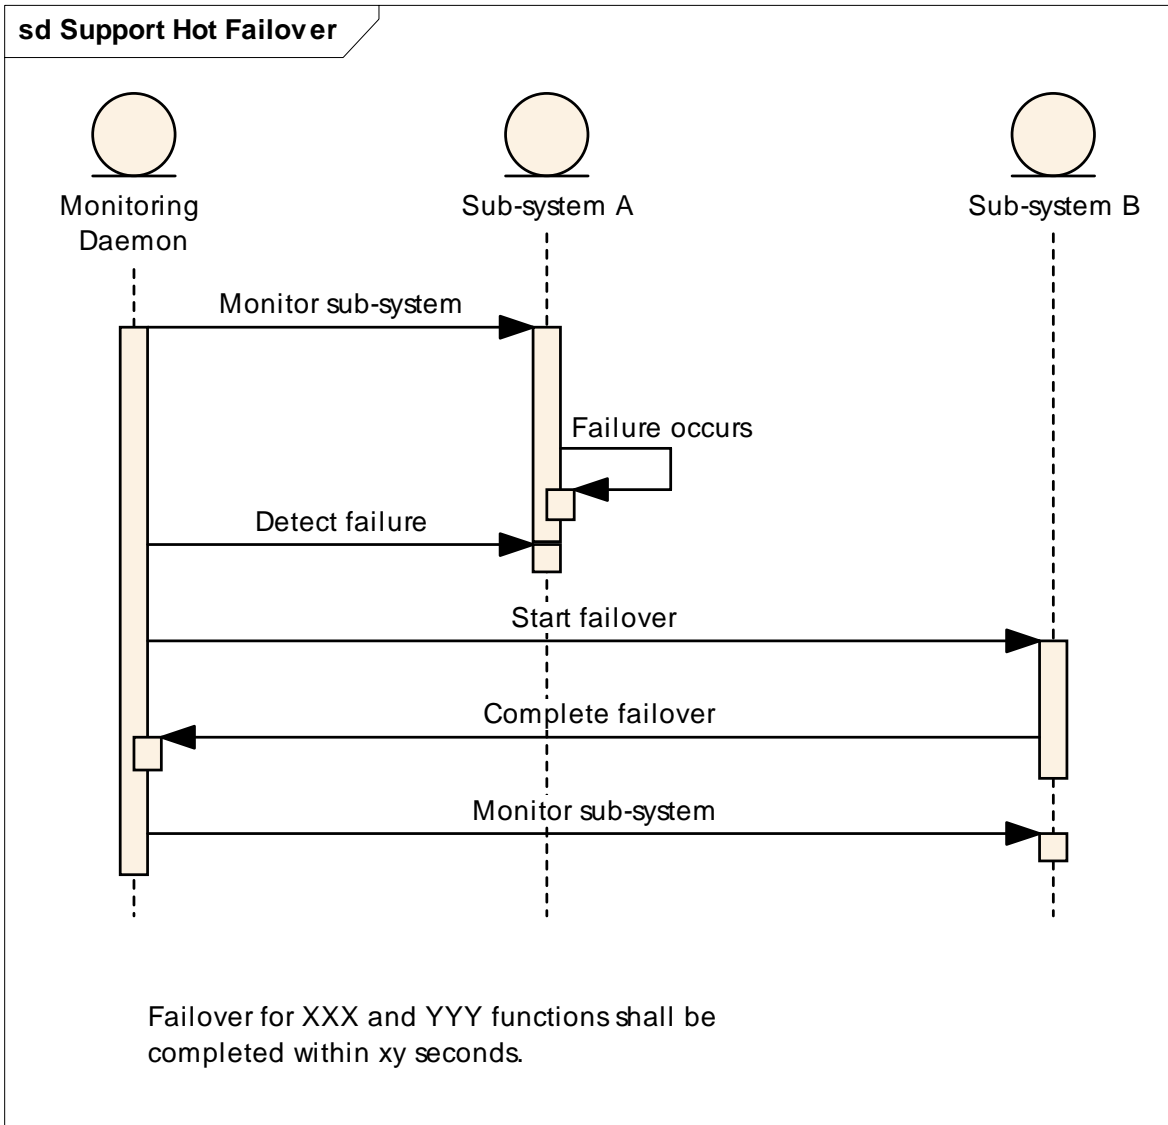 sd Support Hot Failover
Monitoring
Daemon
Sub-system A
Sub-system B
Monitor sub-system
Failure occurs
Detect failure
Start failover
Complete failover
Monitor sub-system
Failover for XXX and YYY functions shall be
completed within xy seconds.